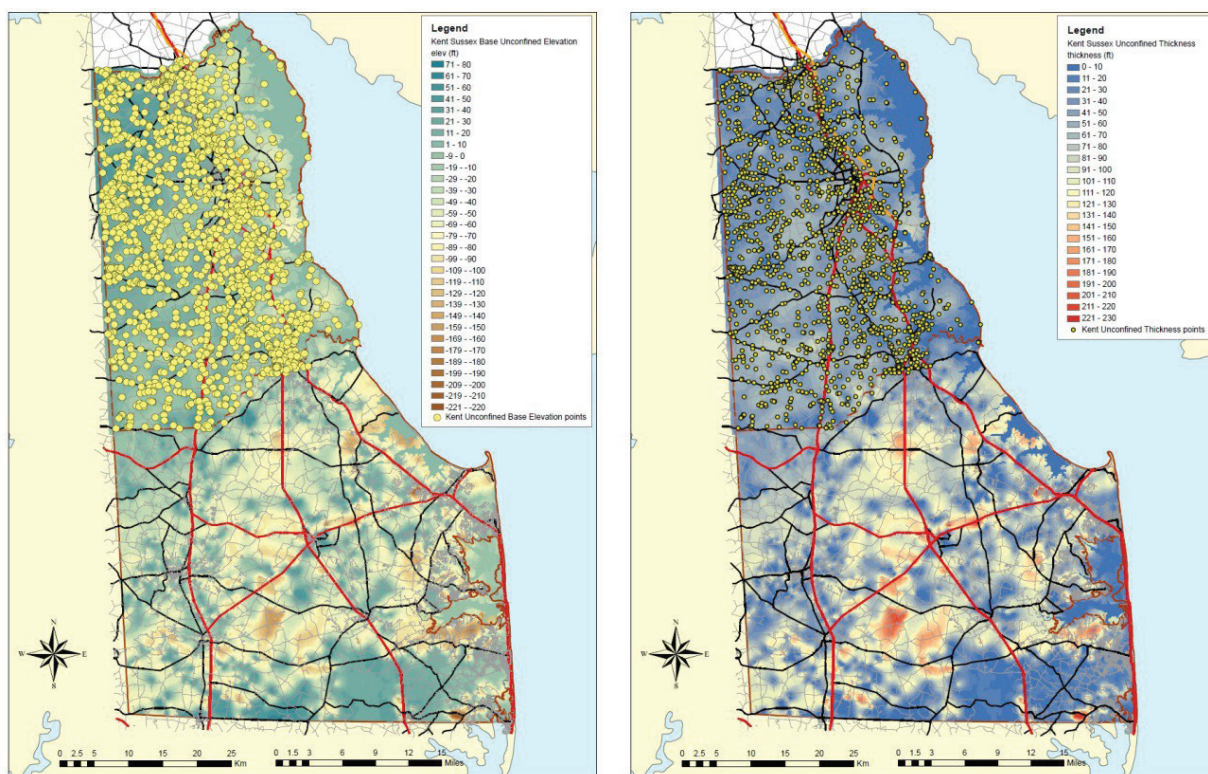 Legend
Kent Sussex Base Unconfined Elevation
elev (ft)
71 - 80
61 - 70
51 - 60
41 - 50
31 - 40
21 - 30
11 - 20
1 - 10
-9 - 0
-19 - -10
-29 - -20
-39 - -30
-49 - -40
-59 - -50
-69 - -60
-79 - -70
-89 - -80
-99 - -90
-109 - -100
-119 - -110
-129 - -120
-139 - -130
-149 - -140
-159 - -150
-169 - -160
-179 - -170
-189 - -180
-199 - -190
-209 - -200
-219 - -210
-221 - -220
Kent Unconfined Base Elevation points
N
W E
S
0 2.5 5 10 15 20 25
Km
0 1.5 3 6 9 12 15
Miles
Legend
Kent Sussex Unconfined Thickness
thickness (ft)
0 - 10
11 - 20
21 - 30
31 - 40
41 - 50
51 - 60
61 - 70
71 - 80
81 - 90
91 - 100
101 - 110
111 - 120
121 - 130
131 - 140
141 - 150
151 - 160
161 - 170
171 - 180
181 - 190
191 - 200
201 - 210
211 - 220
221 - 230
Kent Unconfined Thickness points
N
W E
S
0 2.5 5 10 15 20 25
Km
0 1.5 3 6 9 12 15
Miles